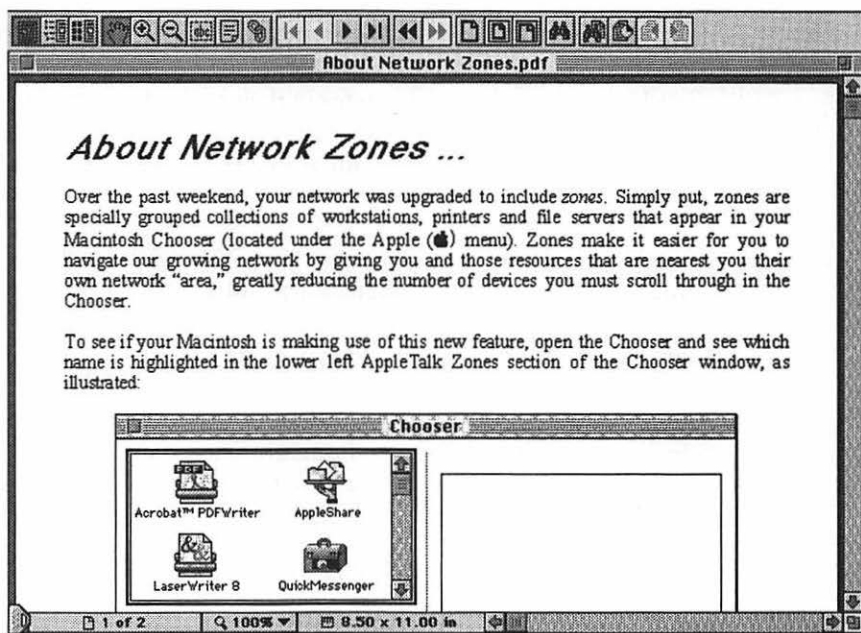 abc
About Network Zones.pdf
About Network Zones ...
Over the past weekend, your network was upgraded to include zones. Simply put, zones are
specially grouped collections of workstations, printers and file servers that appear in your
Macintosh Chooser (located under the Apple () menu). Zones make it easier for you to
navigate our growing network by giving you and those resources that are nearest you their
own network “area,” greatly reducing the number of devices you must scroll through in the
Chooser.
To see if your Macintosh is making use of this new feature, open the Chooser and see which
name is highlighted in the lower left AppleTalk Zones section of the Chooser window, as
illustrated:
Chooser
PDF
Acrobat™ PDFWriter
AppleShare
&&
LaserWriter 8
QuickMessenger
1 of 2
100%
8.50 x 11.00 in